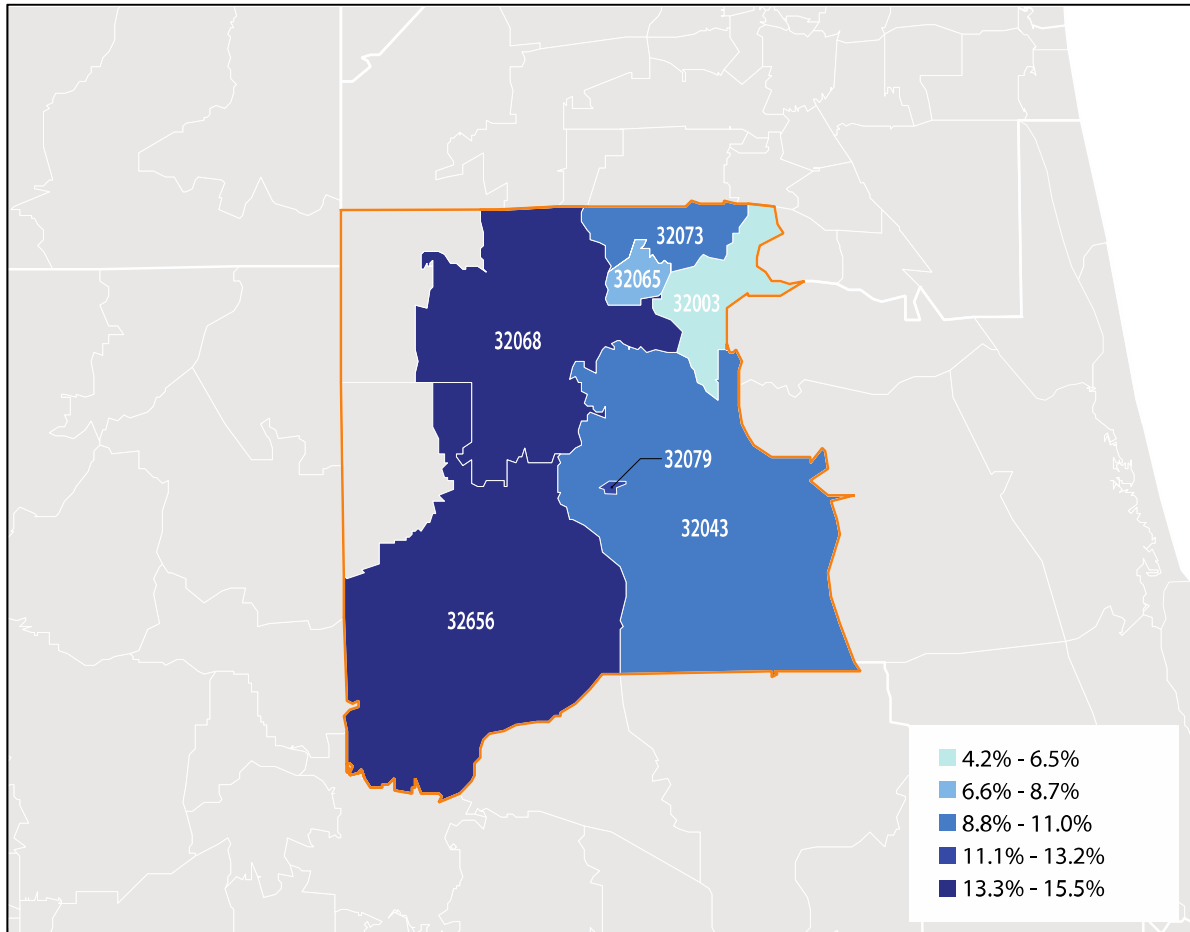 32073
32065
32003
32068
32079
32043
32656
4.2% - 6.5%
6.6% - 8.7%
8.8% - 11.0%
11.1% - 13.2%
13.3% - 15.5%